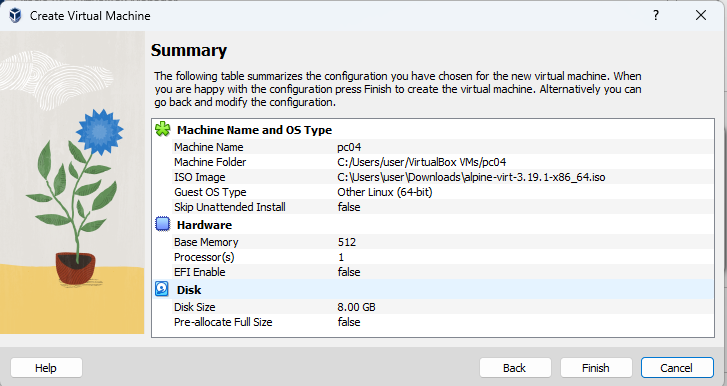 Create Virtual Machine
?
Summary
The following table summarizes the configuration you have chosen for the new virtual machine. When
you are happy with the configuration press Finish to create the virtual machine. Alternatively you can
go back and modify the configuration.
Machine Name and OS Type
Machine Name pc04
Machine Folder C:/Users/user/VirtualBox VMs/pc04
ISO Image C:\Users\user\Downloads\alpine-virt-3.19.1-x86_64.iso
Guest OS Type Other Linux (64-bit)
Skip Unattended Install false
Hardware
Base Memory 512
Processor(s) 1
EFI Enable false
Disk
Disk Size 8.00 GB
Pre-allocate Full Size false
Help Back Finish Cancel